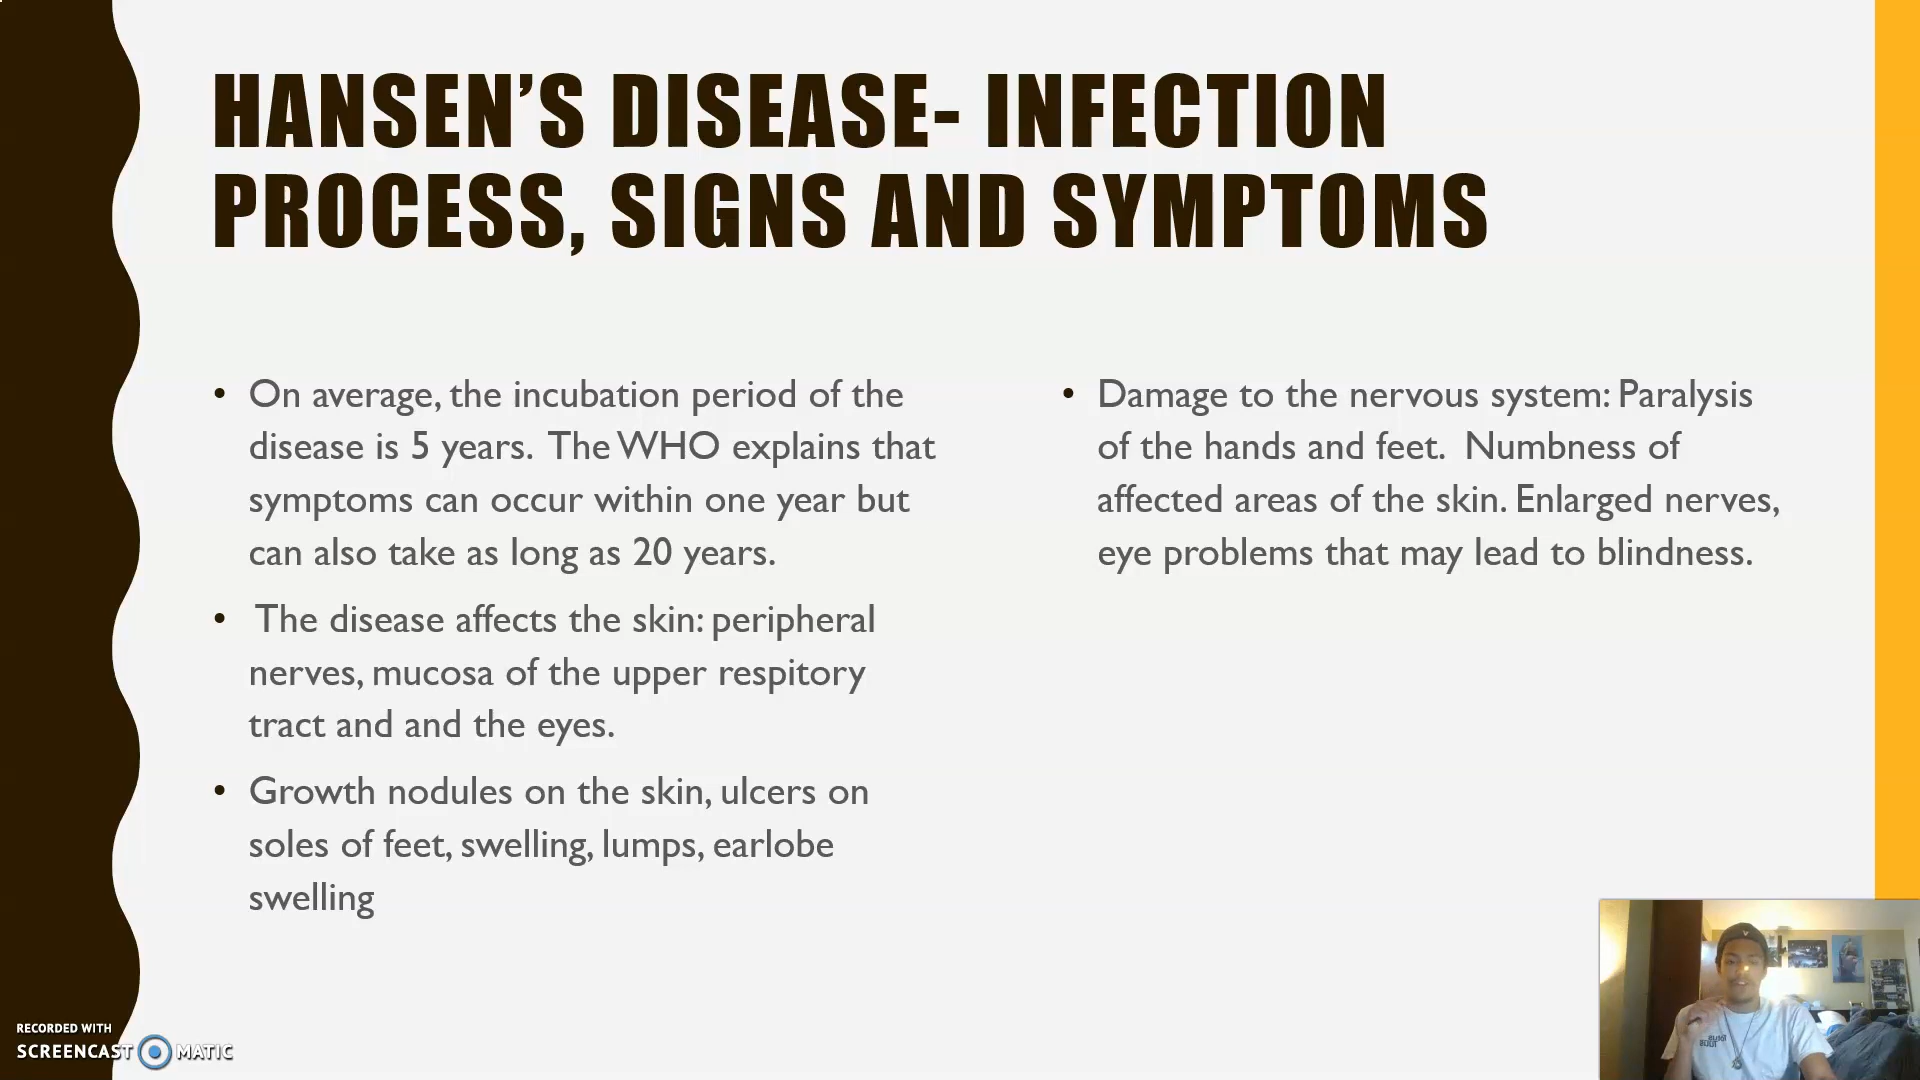 HANSEN’S DISEASE- INFECTION
PROCESS, SIGNS AND SYMPTOMS
• On average, the incubation period of the
disease is 5 years.  The WHO explains that
symptoms can occur within one year but
can also take as long as 20 years.
•  The disease affects the skin: peripheral
nerves, mucosa of the upper respitory
tract and and the eyes.
• Growth nodules on the skin, ulcers on
soles of feet, swelling, lumps, earlobe
swelling
• Damage to the nervous system: Paralysis
of the hands and feet.  Numbness of
affected areas of the skin. Enlarged nerves,
eye problems that may lead to blindness.
RECORDED WITH
SCREENCAST MATIC